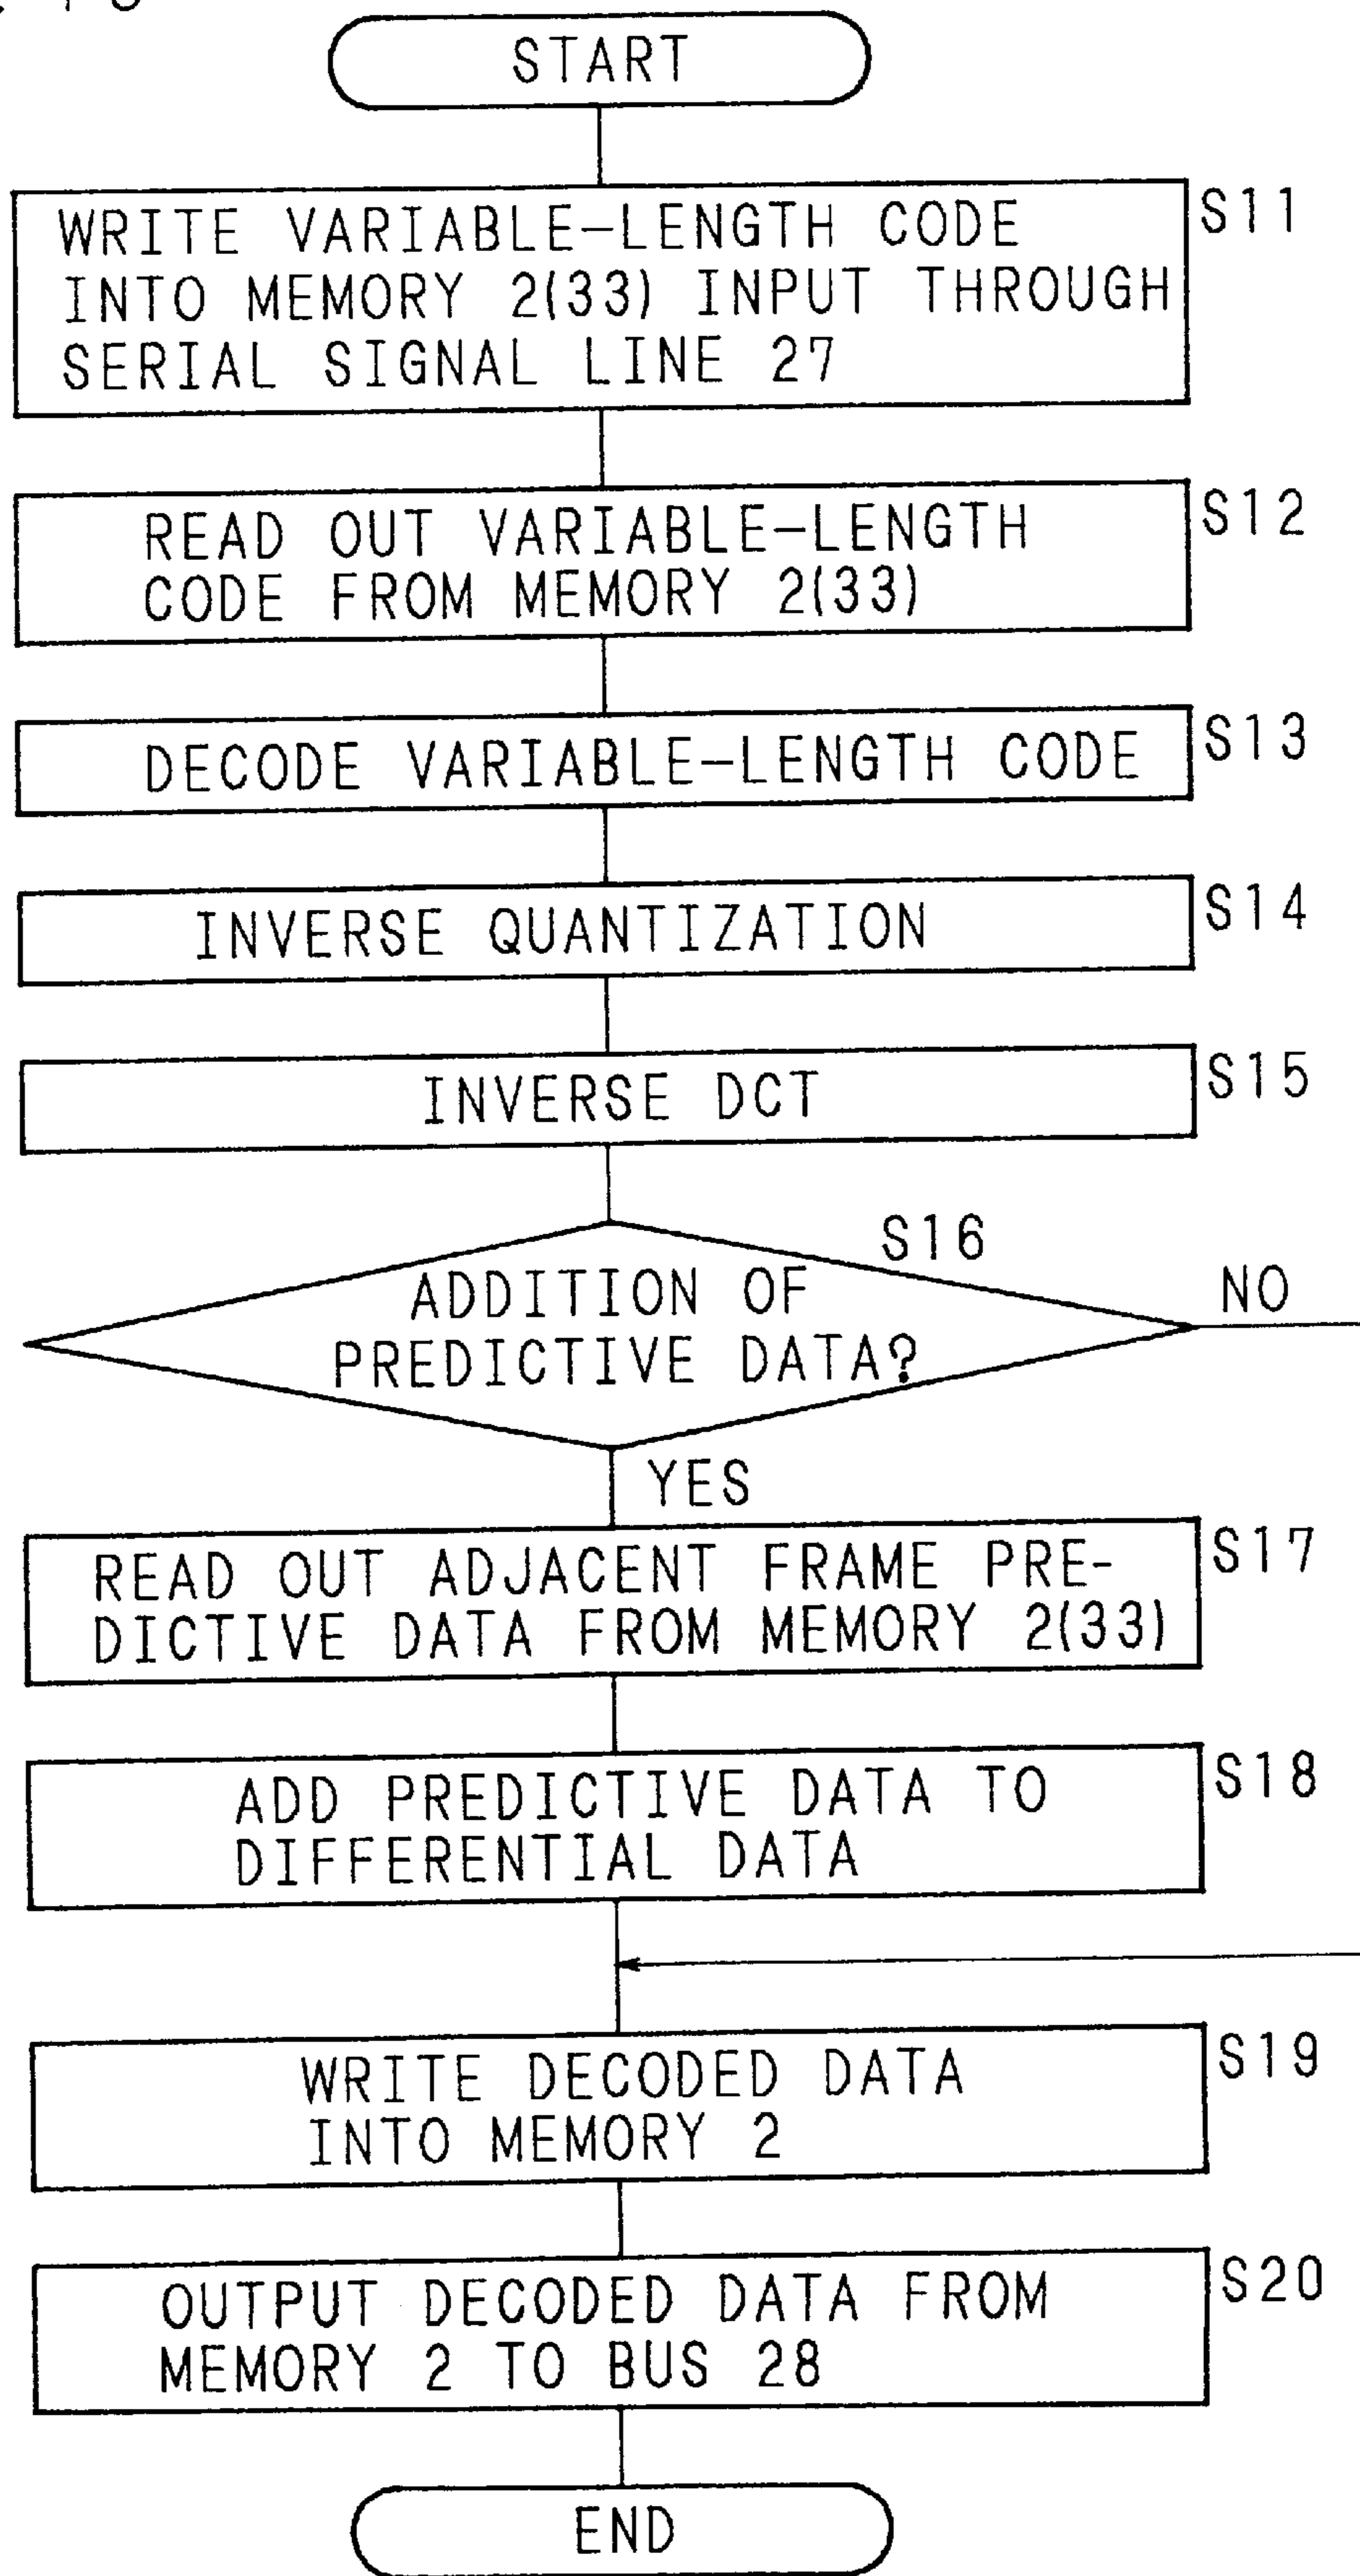 START
WRITE VARIABLE-LENGTH CODE
INTO MEMORY 2(33) INPUT THROUGH
SERIAL SIGNAL LINE 27
S11
READ OUT VARIABLE-LENGTH
CODE FROM MEMORY 2(33)
S12
DECODE VARIABLE-LENGTH CODE
S13
INVERSE QUANTIZATION
S14
INVERSE DCT
S15
S16
ADDITION OF
PREDICTIVE DATA?
NO
YES
READ OUT ADJACENT FRAME PRE-
DICTIVE DATA FROM MEMORY 2(33)
S17
ADD PREDICTIVE DATA TO
DIFFERENTIAL DATA
S18
WRITE DECODED DATA
INTO MEMORY 2
S19
OUTPUT DECODED DATA FROM
MEMORY 2 TO BUS 28
S20
END